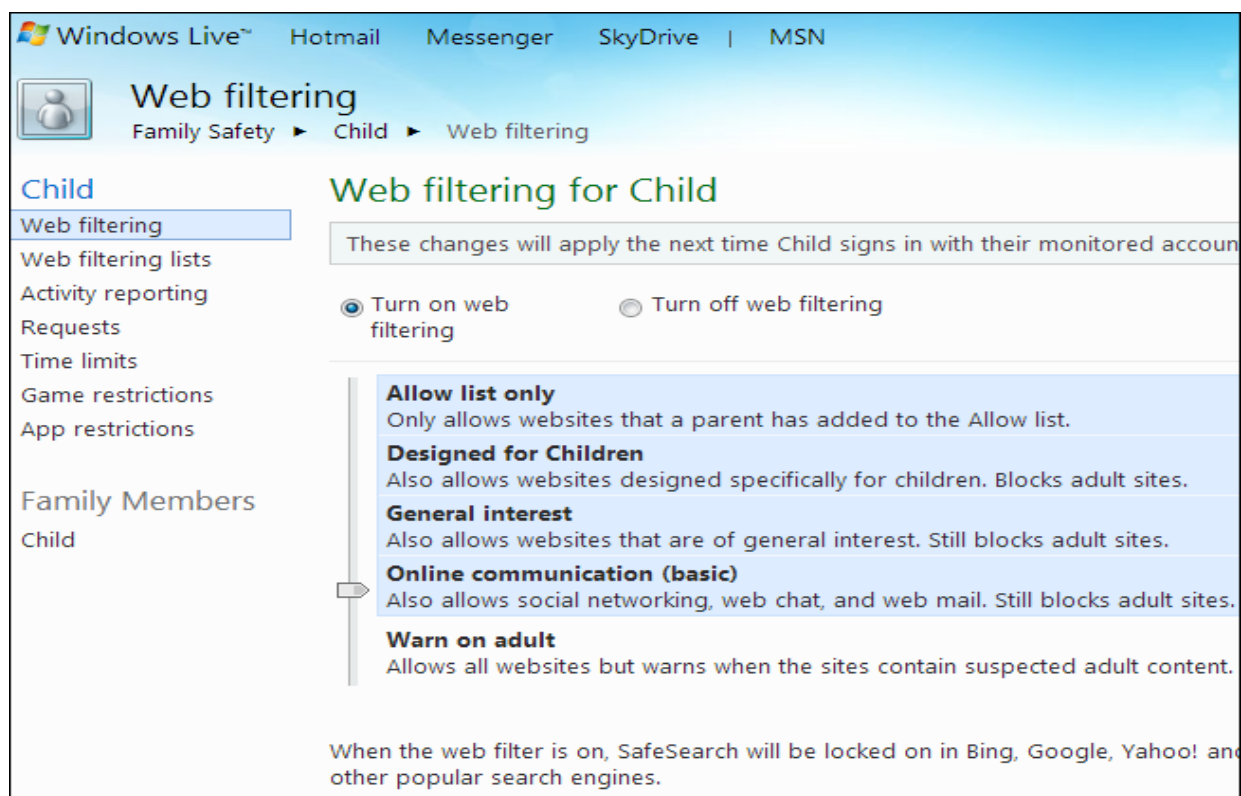 Windows Live™ Hotmail Messenger SkyDrive | MSN
Web filtering
Family Safety ► Child ► Web filtering
Child
Web filtering
Web filtering lists
Activity reporting
Requests
Time limits
Game restrictions
App restrictions
Family Members
Child
Web filtering for Child
These changes will apply the next time Child signs in with their monitored accoun
Turn on web
filtering
Turn off web filtering
Allow list only
Only allows websites that a parent has added to the Allow list.
Designed for Children
Also allows websites designed specifically for children. Blocks adult sites.
General interest
Also allows websites that are of general interest. Still blocks adult sites.
Online communication (basic)
Also allows social networking, web chat, and web mail. Still blocks adult sites.
Warn on adult
Allows all websites but warns when the sites contain suspected adult content.
When the web filter is on, SafeSearch will be locked on in Bing, Google, Yahoo! and
other popular search engines.